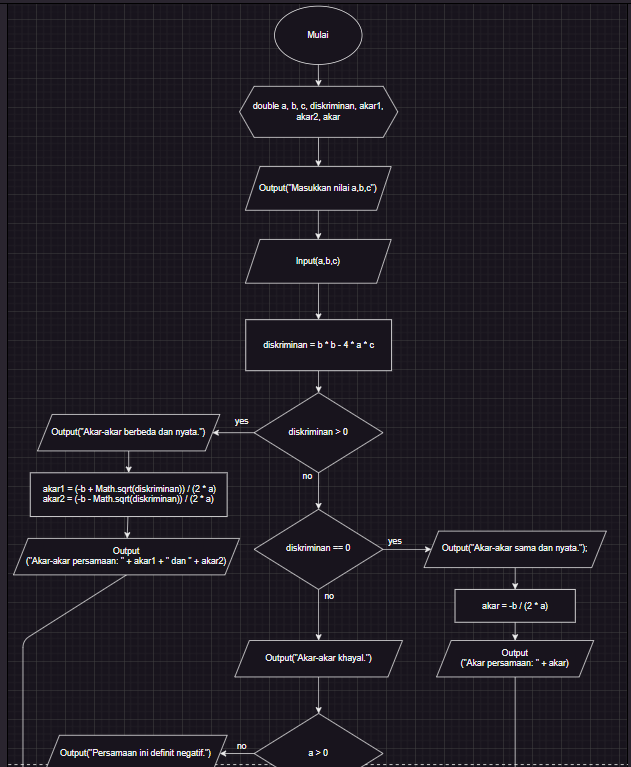 Mulai
double a, b, c, diskriminan, akar1,
akar2, akar
Output("Masukkan nilai a,b,c")
Input(a,b,c)
diskriminan = b * b - 4 * a * c
diskriminan > 0
yes
Output("Akar-akar berbeda dan nyata.")
akar1 = (-b + Math.sqrt(diskriminan)) / (2 * a)
akar2 = (-b - Math.sqrt(diskriminan)) / (2 * a)
Output
("Akar-akar persamaan: " + akar1 + " dan " + akar2)
no
diskriminan == 0
yes
Output("Akar-akar sama dan nyata.");
akar = -b / (2 * a)
Output
("Akar persamaan: " + akar)
no
Output("Akar-akar khayal.")
a > 0
no
Output("Persamaan ini definit negatif.")